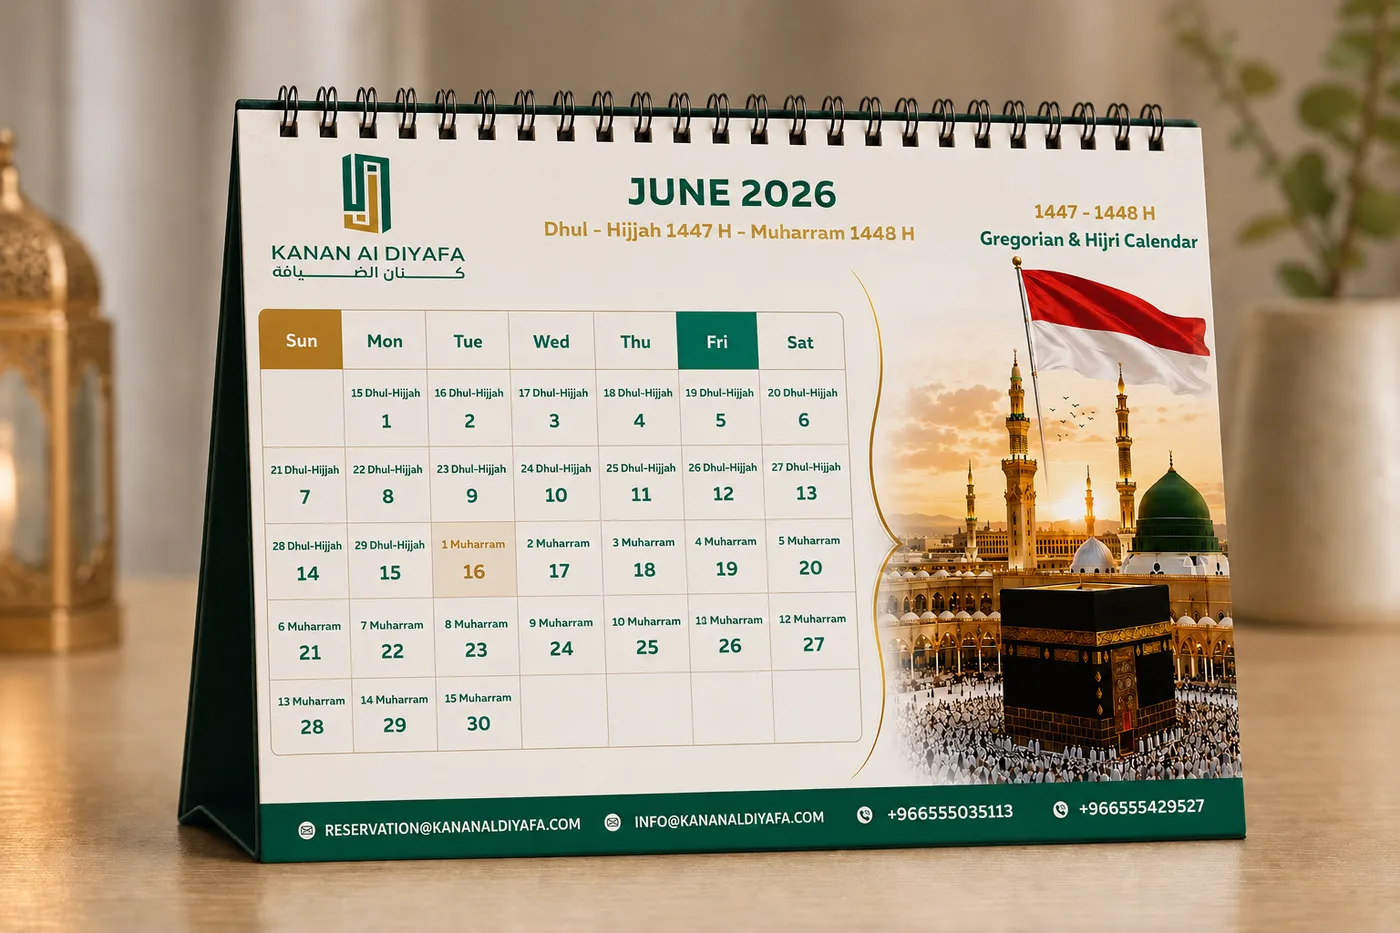 KANAN Al DIYAFA
كنان الضيافة
JUNE 2026
Dhul - Hijjah 1447 H - Muharram 1448 H
1447 - 1448 H
Gregorian & Hijri Calendar
Sun Mon Tue Wed Thu Fri Sat
15 Dhul-Hijjah 16 Dhul-Hijjah 17 Dhul-Hijjah 18 Dhul-Hijjah 19 Dhul-Hijjah 20 Dhul-Hijjah
1 2 3 4 5 6
21 Dhul-Hijjah 22 Dhul-Hijjah 23 Dhul-Hijjah 24 Dhul-Hijjah 25 Dhul-Hijjah 26 Dhul-Hijjah 27 Dhul-Hijjah
7 8 9 10 11 12 13
28 Dhul-Hijjah 29 Dhul-Hijjah 1 Muharram 2 Muharram 3 Muharram 4 Muharram 5 Muharram
14 15 16 17 18 19 20
6 Muharram 7 Muharram 8 Muharram 9 Muharram 10 Muharram 11 Muharram 12 Muharram
21 22 23 24 25 26 27
13 Muharram 14 Muharram 15 Muharram
28 29 30
RESERVATION@KANANALDIYAFA.COM INFO@KANANALDIYAFA.COM +966555035113 +966555429527